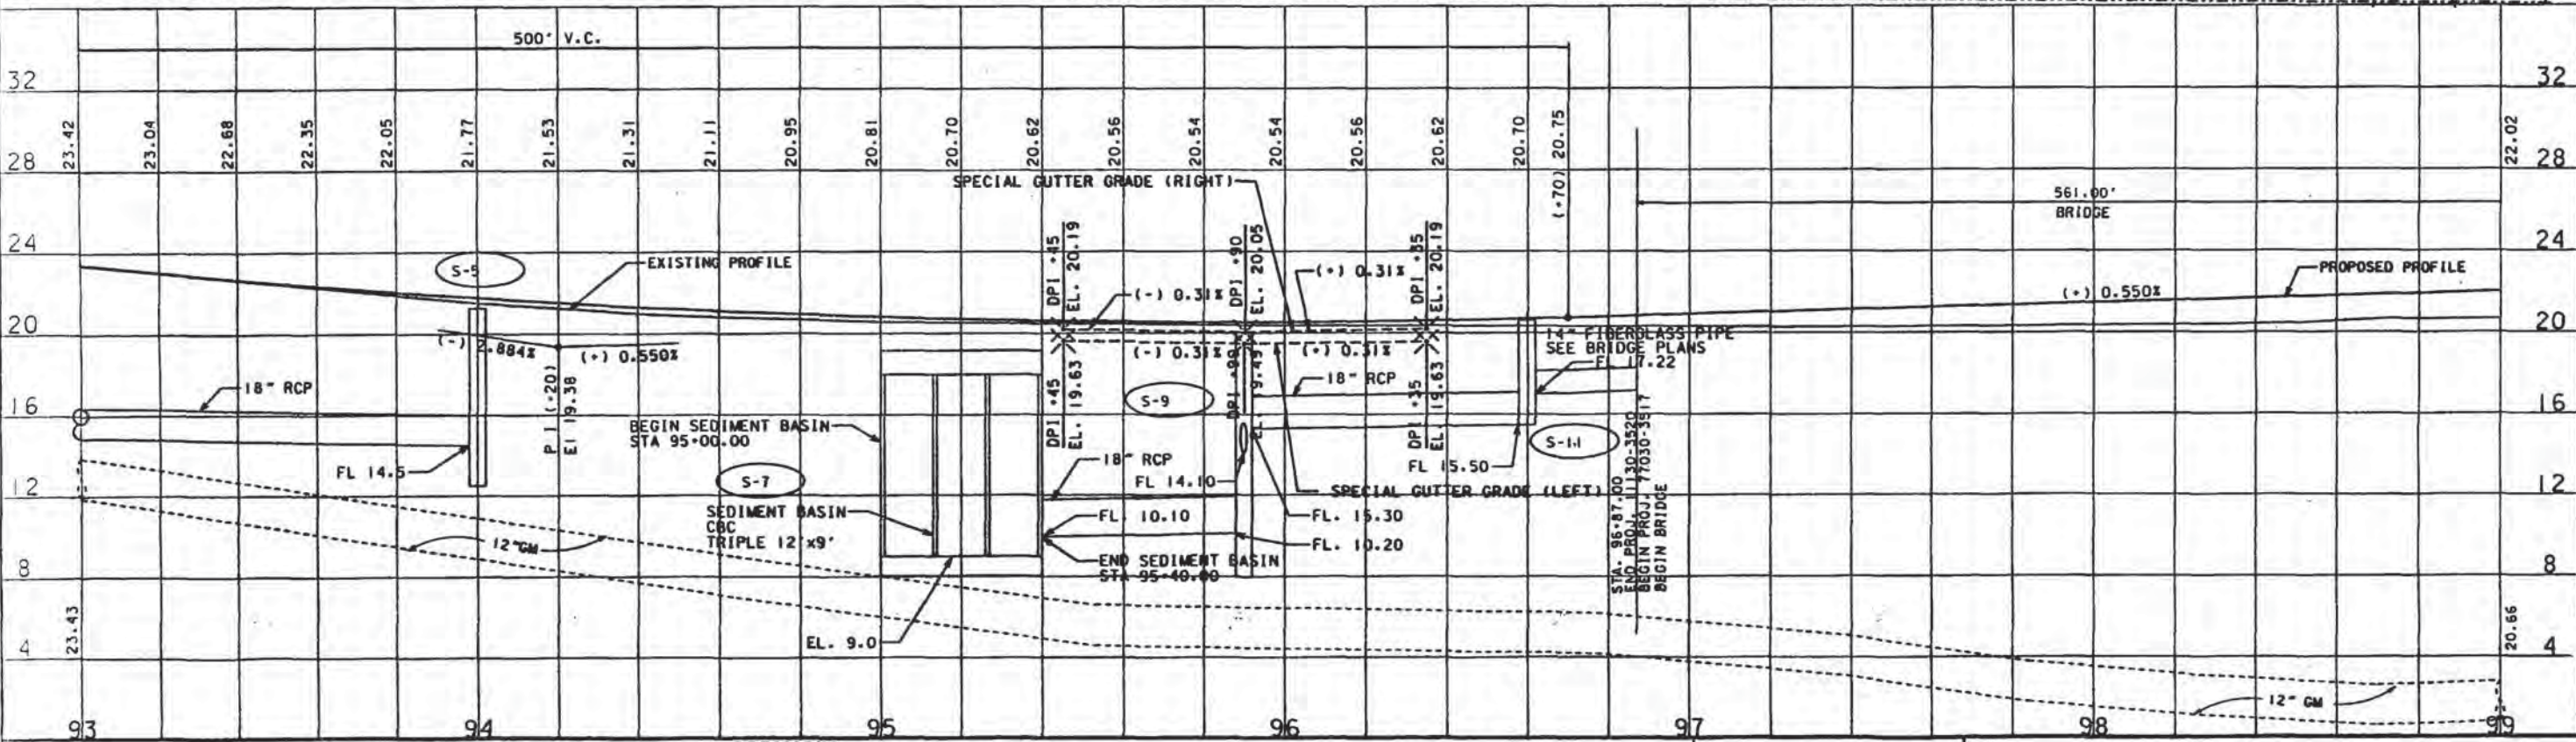 500' V.C.
32
32
23.42
23.04
22.68
22.35
22.05
21.77
21.53
21.31
21.11
20.95
20.81
20.70
20.62
20.56
20.54
20.54
20.56
20.62
20.70
(+70) 20.75
22.02
28
28
SPECIAL GUTTER GRADE (RIGHT)
561.00'
BRIDGE
24
24
S-5
EXISTING PROFILE
DPI +45
EL. 20.19
(-) 0.31%
DPI +90
EL. 20.05
(+) 0.31%
DPI +35
EL. 20.19
PROPOSED PROFILE
(+) 0.550%
20
20
(-) 2.884%
(+) 0.550%
PI (+20)
El 19.38
(-) 0.31%
(+) 0.31%
14" FIBERGLASS PIPE
SEE BRIDGE PLANS
FL 17.22
18" RCP
DPI +45
EL. 19.63
S-9
DPI +90
18" RCP
DPI +35
EL. 19.63
16
16
BEGIN SEDIMENT BASIN
STA 95+00.00
S-11
FL 14.5
S-7
18" RCP
FL 14.10
FL 15.50
12
12
SPECIAL GUTTER GRADE (LEFT)
SEDIMENT BASIN
CBC
TRIPLE 12'x9'
FL. 10.10
FL. 15.30
FL. 10.20
12"GM
END SEDIMENT BASIN
STA 95+40.00
STA. 96+87.00
END PROJ. 11130-3520
BEGIN PROJ. 77030-3517
BEGIN BRIDGE
8
8
23.43
EL. 9.0
20.66
4
4
12" GM
93
94
95
96
97
98
99